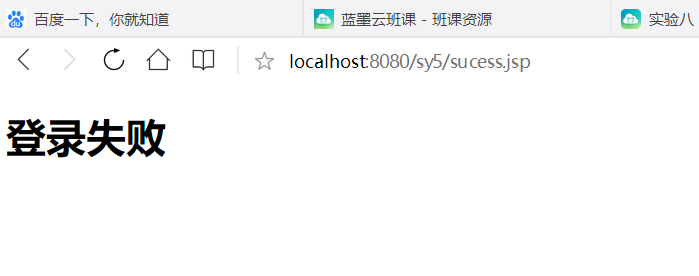 百度一下，你就知道 蓝墨云班课 - 班课资源 实验八
localhost:8080/sy5/sucess.jsp
登录失败